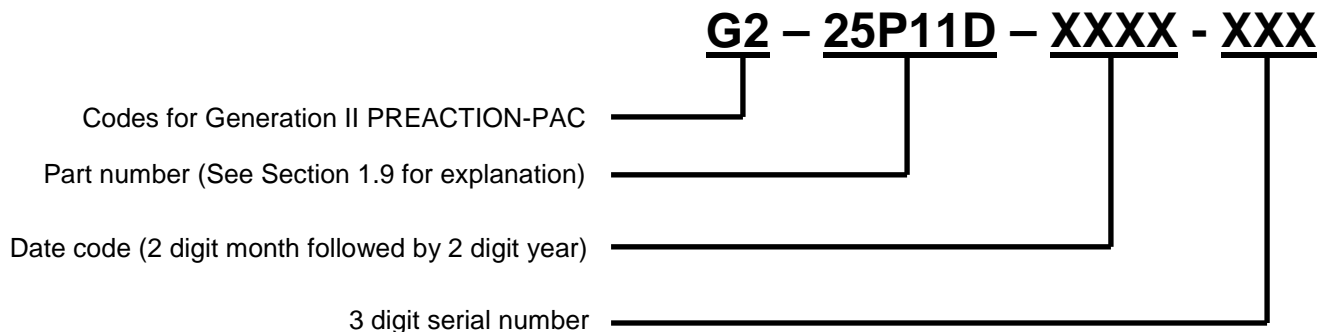 G2 – 25P11D – XXXX - XXX
Codes for Generation II PREACTION-PAC
Part number (See Section 1.9 for explanation)
Date code (2 digit month followed by 2 digit year)
3 digit serial number